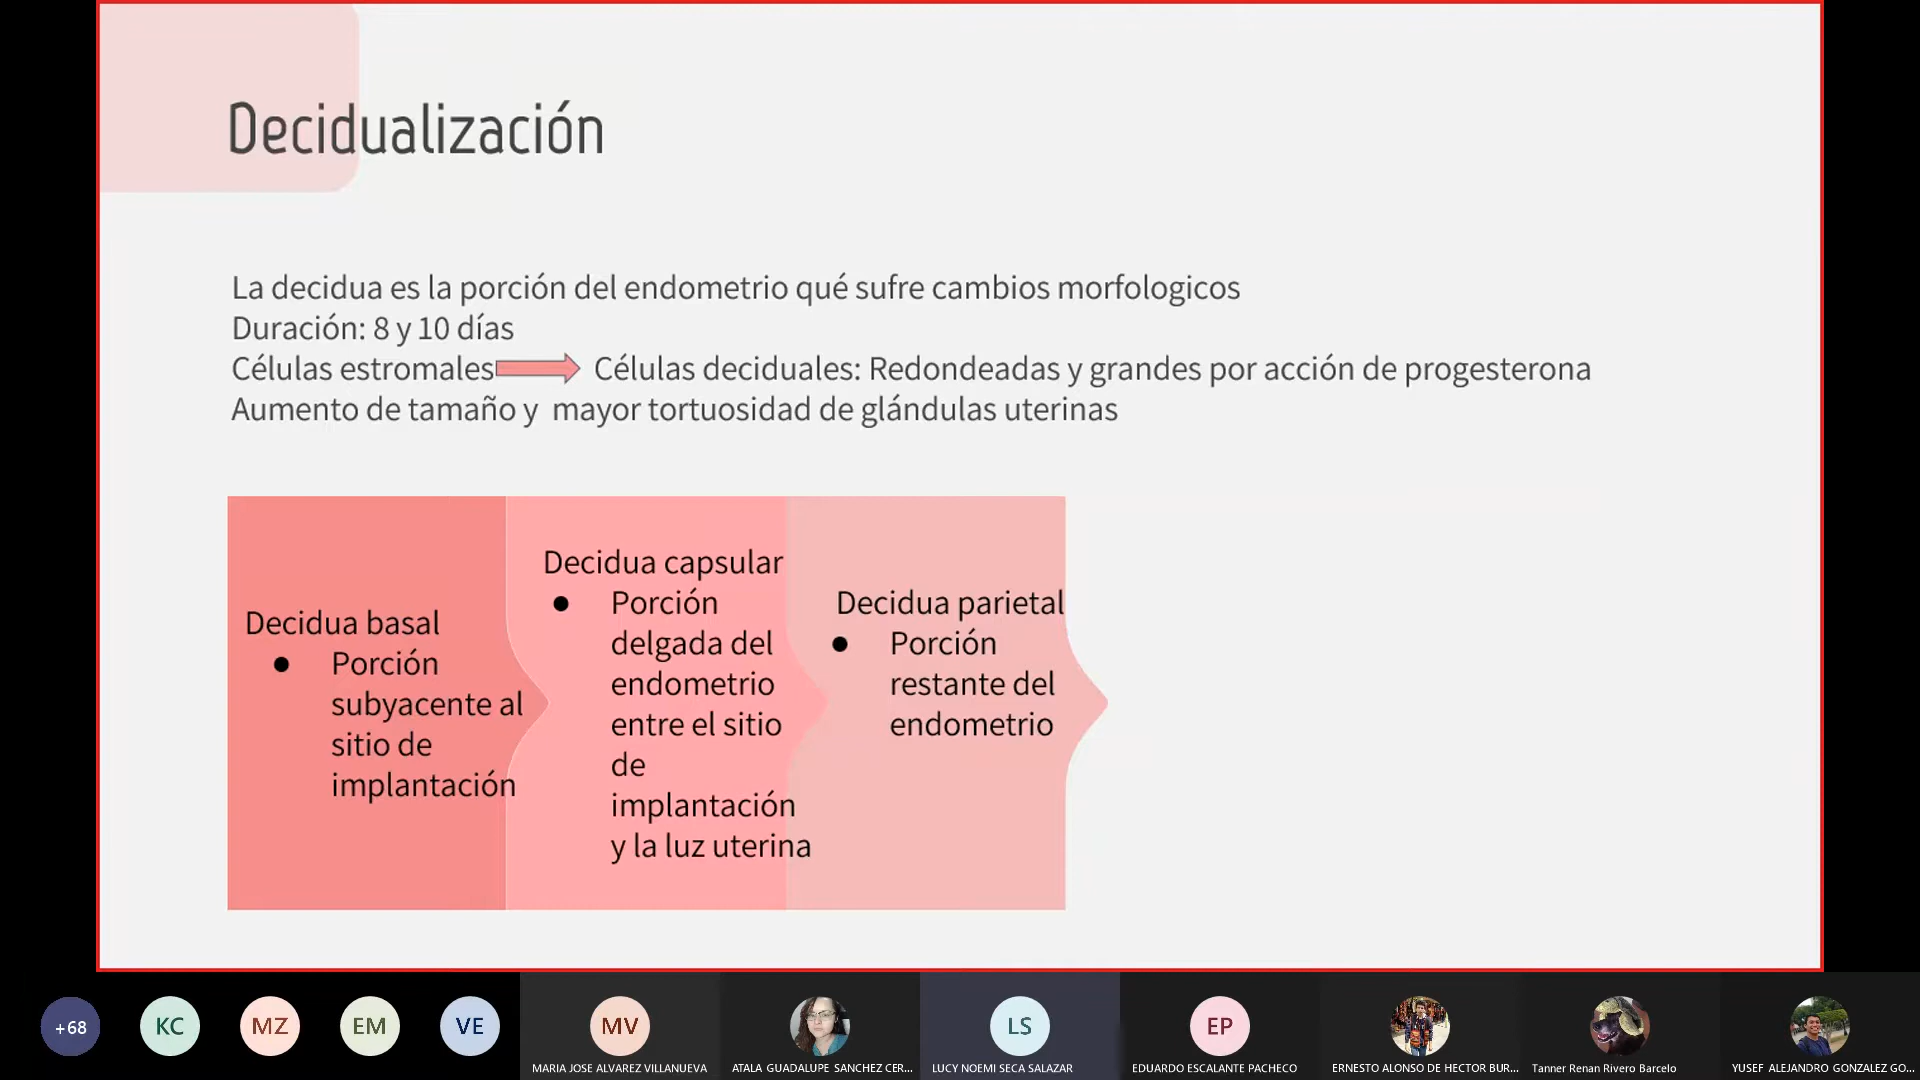 Decidualización
La decidua es la porción del endometrio qué sufre cambios morfologicos
Duración: 8 y 10 días
Células estromales Células deciduales: Redondeadas y grandes por acción de progesterona
Aumento de tamaño y  mayor tortuosidad de glándulas uterinas
Decidua basal
● Porción
subyacente al
sitio de
implantación
Decidua capsular
● Porción
delgada del
endometrio
entre el sitio
de
implantación
y la luz uterina
Decidua parietal
● Porción
restante del
endometrio
+68
KC
MZ
EM
VE
MV
LS
EP
MARIA JOSE ALVAREZ VILLANUEVA
ATALA GUADALUPE SANCHEZ CER...
LUCY NOEMI SECA SALAZAR
EDUARDO ESCALANTE PACHECO
ERNESTO ALONSO DE HECTOR BUR...
Tanner Renan Rivero Barcelo
YUSEF ALEJANDRO GONZALEZ GO...